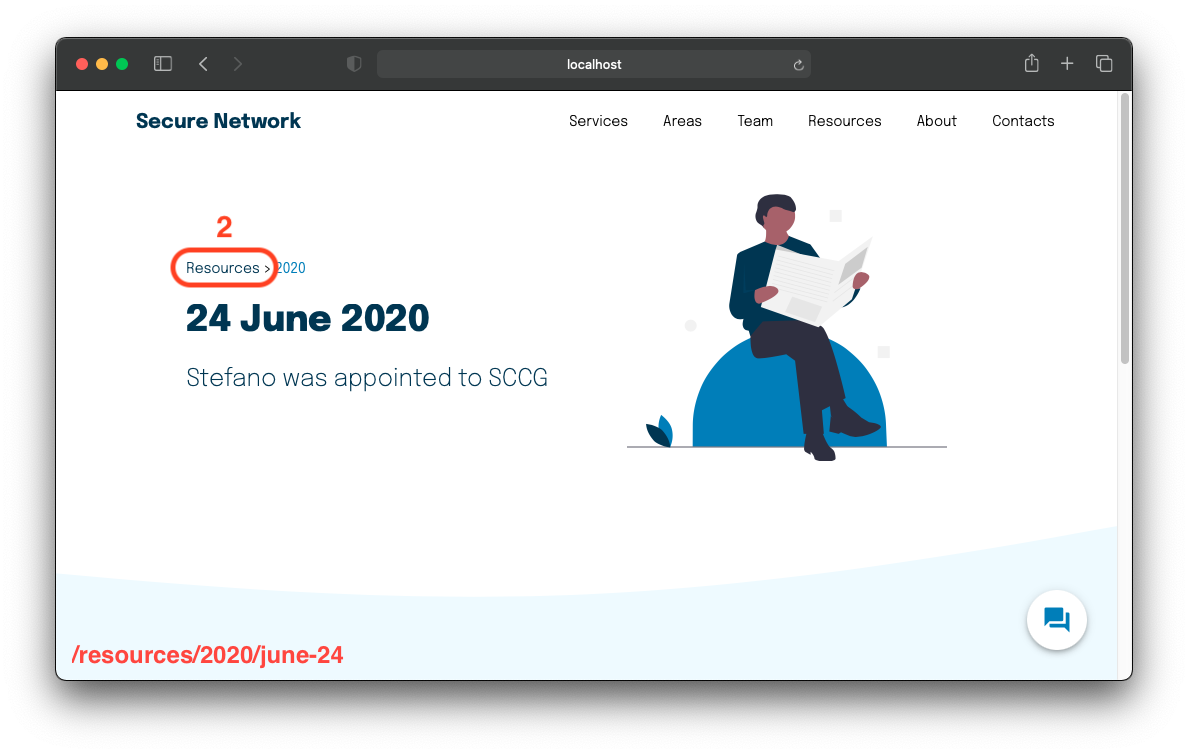 localhost
Secure Network
Services Areas Team Resources About Contacts
2
Resources > 2020
24 June 2020
Stefano was appointed to SCCG
/resources/2020/june-24